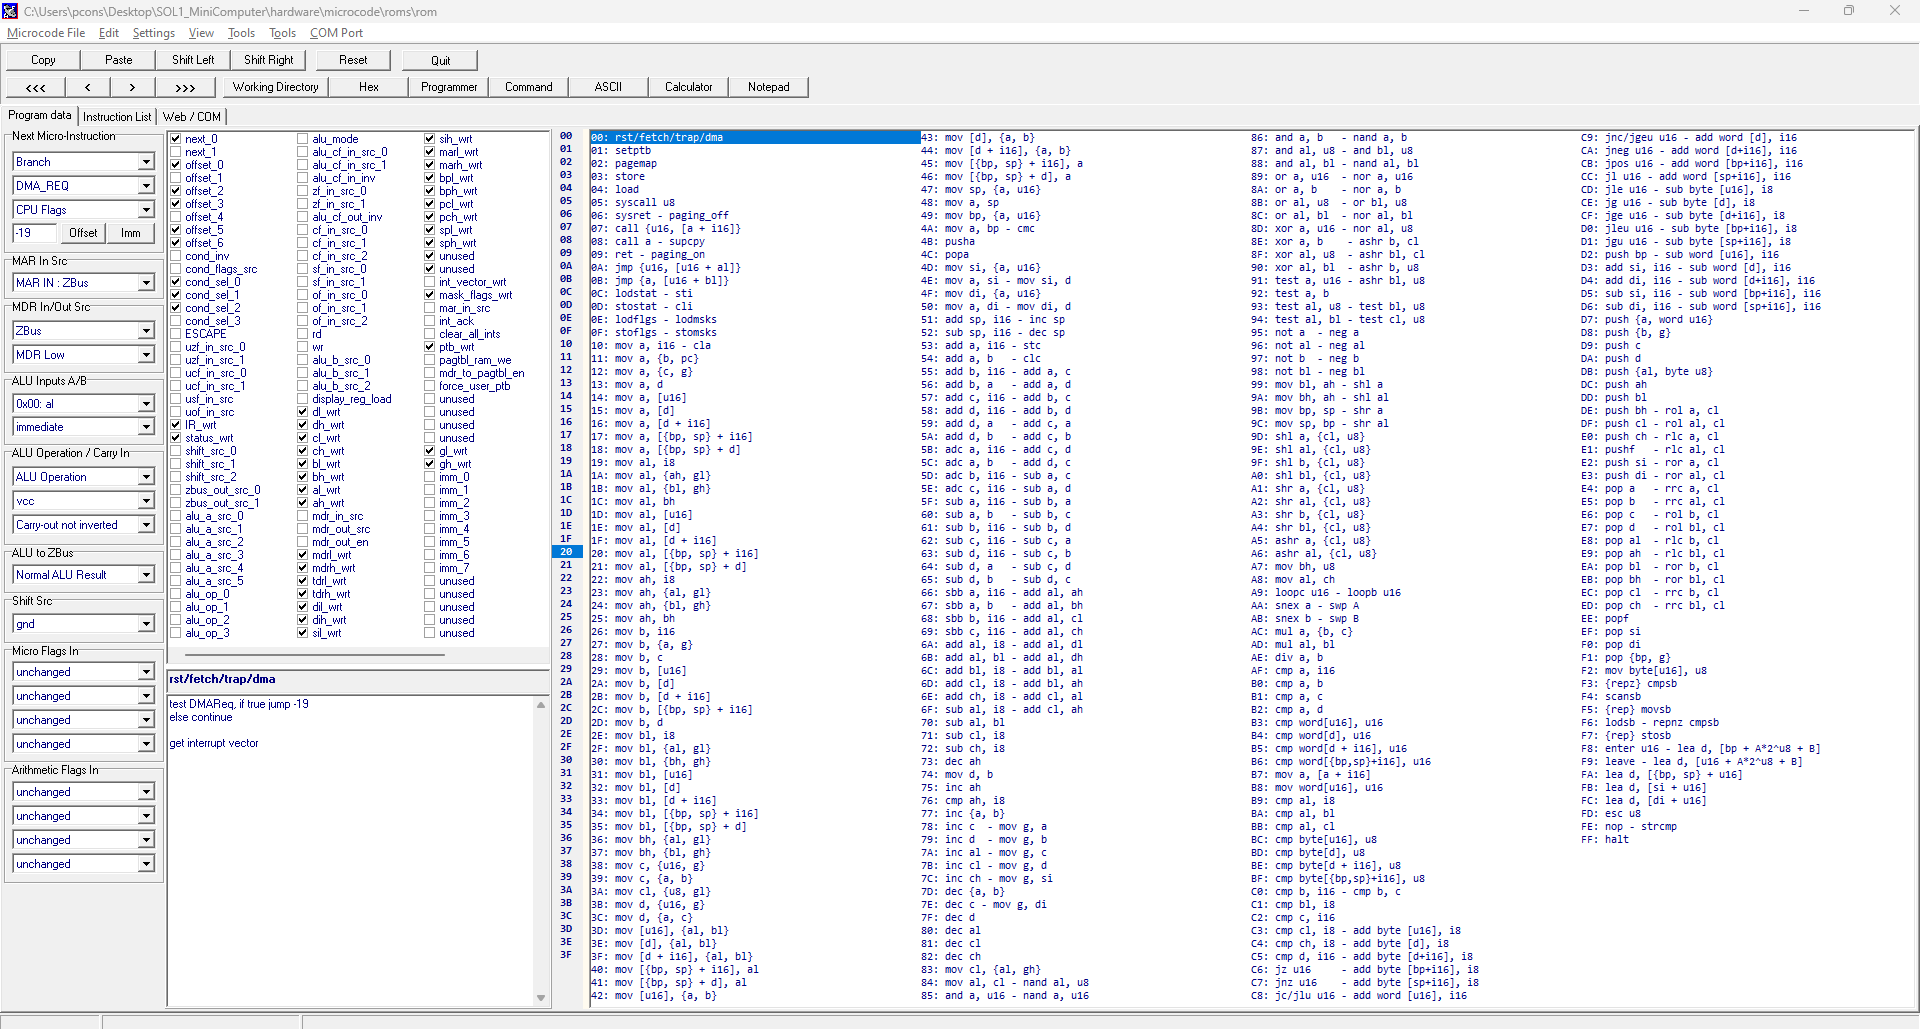 C:\Users\pcons\Desktop\SOL1_MiniComputer\hardware\microcode\roms\rom
Microcode File Edit Settings View Tools Tools COM Port
Copy Paste Shift Left Shift Right Reset Quit
<<< < > >>> Working Directory Hex Programmer Command ASCII Calculator Notepad
Program data Instruction List Web / COM
Next Micro-Instruction
Branch
DMA_REQ
CPU Flags
-19 Offset Imm
MAR In Src
MAR IN : ZBus
MDR In/Out Src
ZBus
MDR Low
ALU Inputs A/B
0x00: al
immediate
ALU Operation / Carry In
ALU Operation
vcc
Carry-out not inverted
ALU to ZBus
Normal ALU Result
Shift Src
gnd
Micro Flags In
unchanged
unchanged
unchanged
unchanged
Arithmetic Flags In
unchanged
unchanged
unchanged
unchanged
next_0
next_1
offset_0
offset_1
offset_2
offset_3
offset_4
offset_5
offset_6
cond_inv
cond_flags_src
cond_sel_0
cond_sel_1
cond_sel_2
cond_sel_3
ESCAPE
uzf_in_src_0
uzf_in_src_1
ucf_in_src_0
ucf_in_src_1
usf_in_src
uof_in_src
IR_wrt
status_wrt
shift_src_0
shift_src_1
shift_src_2
zbus_out_src_0
zbus_out_src_1
alu_a_src_0
alu_a_src_1
alu_a_src_2
alu_a_src_3
alu_a_src_4
alu_a_src_5
alu_op_0
alu_op_1
alu_op_2
alu_op_3
alu_mode
alu_cf_in_src_0
alu_cf_in_src_1
alu_cf_in_inv
zf_in_src_0
zf_in_src_1
alu_cf_out_inv
cf_in_src_0
cf_in_src_1
cf_in_src_2
sf_in_src_0
sf_in_src_1
of_in_src_0
of_in_src_1
of_in_src_2
rd
wr
alu_b_src_0
alu_b_src_1
alu_b_src_2
display_reg_load
dl_wrt
dh_wrt
cl_wrt
ch_wrt
bl_wrt
bh_wrt
al_wrt
ah_wrt
mdr_in_src
mdr_out_src
mdr_out_en
mdrl_wrt
mdrh_wrt
tdrl_wrt
tdrh_wrt
dil_wrt
dih_wrt
sil_wrt
sih_wrt
marl_wrt
marh_wrt
bpl_wrt
bph_wrt
pcl_wrt
pch_wrt
spl_wrt
sph_wrt
unused
unused
int_vector_wrt
mask_flags_wrt
mar_in_src
int_ack
clear_all_ints
ptb_wrt
pagtbl_ram_we
mdr_to_pagtbl_en
force_user_ptb
unused
unused
unused
unused
gl_wrt
gh_wrt
imm_0
imm_1
imm_2
imm_3
imm_4
imm_5
imm_6
imm_7
unused
unused
unused
unused
unused
rst/fetch/trap/dma
test DMAReq, if true jump -19
else continue
get interrupt vector
00
01
02
03
04
05
06
07
08
09
0A
0B
0C
0D
0E
0F
10
11
12
13
14
15
16
17
18
19
1A
1B
1C
1D
1E
1F
20
21
22
23
24
25
26
27
28
29
2A
2B
2C
2D
2E
2F
30
31
32
33
34
35
36
37
38
39
3A
3B
3C
3D
3E
3F
00: rst/fetch/trap/dma
01: setptb
02: pagemap
03: store
04: load
05: syscall u8
06: sysret - paging_off
07: call {u16, [a + i16]}
08: call a - supcpy
09: ret - paging_on
0A: jmp {u16, [u16 + al]}
0B: jmp {a, [u16 + bl]}
0C: lodstat - sti
0D: stostat - cli
0E: lodflgs - lodmsks
0F: stoflgs - stomsks
10: mov a, i16 - cla
11: mov a, {b, pc}
12: mov a, {c, g}
13: mov a, d
14: mov a, [u16]
15: mov a, [d]
16: mov a, [d + i16]
17: mov a, [{bp, sp} + i16]
18: mov a, [{bp, sp} + d]
19: mov al, i8
1A: mov al, {ah, gl}
1B: mov al, {bl, gh}
1C: mov al, bh
1D: mov al, [u16]
1E: mov al, [d]
1F: mov al, [d + i16]
20: mov al, [{bp, sp} + i16]
21: mov al, [{bp, sp} + d]
22: mov ah, i8
23: mov ah, {al, gl}
24: mov ah, {bl, gh}
25: mov ah, bh
26: mov b, i16
27: mov b, {a, g}
28: mov b, c
29: mov b, [u16]
2A: mov b, [d]
2B: mov b, [d + i16]
2C: mov b, [{bp, sp} + i16]
2D: mov b, d
2E: mov bl, i8
2F: mov bl, {al, gl}
30: mov bl, {bh, gh}
31: mov bl, [u16]
32: mov bl, [d]
33: mov bl, [d + i16]
34: mov bl, [{bp, sp} + i16]
35: mov bl, [{bp, sp} + d]
36: mov bh, {al, gl}
37: mov bh, {bl, gh}
38: mov c, {u16, g}
39: mov c, {a, b}
3A: mov cl, {u8, gl}
3B: mov d, {u16, g}
3C: mov d, {a, c}
3D: mov [u16], {al, bl}
3E: mov [d], {al, bl}
3F: mov [d + i16], {al, bl}
40: mov [{bp, sp} + i16], al
41: mov [{bp, sp} + d], al
42: mov [u16], {a, b}
43: mov [d], {a, b}
44: mov [d + i16], {a, b}
45: mov [{bp, sp} + i16], a
46: mov [{bp, sp} + d], a
47: mov sp, {a, u16}
48: mov a, sp
49: mov bp, {a, u16}
4A: mov a, bp - cmc
4B: pusha
4C: popa
4D: mov si, {a, u16}
4E: mov a, si - mov si, d
4F: mov di, {a, u16}
50: mov a, di - mov di, d
51: add sp, i16 - inc sp
52: sub sp, i16 - dec sp
53: add a, i16 - stc
54: add a, b - clc
55: add b, i16 - add a, c
56: add b, a - add a, d
57: add c, i16 - add b, c
58: add d, i16 - add b, d
59: add d, a - add c, a
5A: add d, b - add c, b
5B: adc a, i16 - add c, d
5C: adc a, b - add d, c
5D: adc b, i16 - sub a, c
5E: adc c, i16 - sub a, d
5F: sub a, i16 - sub b, a
60: sub a, b - sub b, c
61: sub b, i16 - sub b, d
62: sub c, i16 - sub c, a
63: sub d, i16 - sub c, b
64: sub d, a - sub c, d
65: sub d, b - sub d, c
66: sbb a, i16 - add al, ah
67: sbb a, b - add al, bh
68: sbb b, i16 - add al, cl
69: sbb c, i16 - add al, ch
6A: add al, i8 - add al, dl
6B: add al, bl - add al, dh
6C: add bl, i8 - add bl, al
6D: add cl, i8 - add bl, ah
6E: add ch, i8 - add cl, al
6F: sub al, i8 - add cl, ah
70: sub al, bl
71: sub cl, i8
72: sub ch, i8
73: dec ah
74: mov d, b
75: inc ah
76: cmp ah, i8
77: inc {a, b}
78: inc c - mov g, a
79: inc d - mov g, b
7A: inc al - mov g, c
7B: inc cl - mov g, d
7C: inc ch - mov g, si
7D: dec {a, b}
7E: dec c - mov g, di
7F: dec d
80: dec al
81: dec cl
82: dec ch
83: mov cl, {al, gh}
84: mov al, cl - nand al, u8
85: and a, u16 - nand a, u16
86: and a, b - nand a, b
87: and al, u8 - and bl, u8
88: and al, bl - nand al, bl
89: or a, u16 - nor a, u16
8A: or a, b - nor a, b
8B: or al, u8 - or bl, u8
8C: or al, bl - nor al, bl
8D: xor a, u16 - nor al, u8
8E: xor a, b - ashr b, cl
8F: xor al, u8 - ashr bl, cl
90: xor al, bl - ashr b, u8
91: test a, u16 - ashr bl, u8
92: test a, b
93: test al, u8 - test bl, u8
94: test al, bl - test cl, u8
95: not a - neg a
96: not al - neg al
97: not b - neg b
98: not bl - neg bl
99: mov bl, ah - shl a
9A: mov bh, ah - shl al
9B: mov bp, sp - shr a
9C: mov sp, bp - shr al
9D: shl a, {cl, u8}
9E: shl al, {cl, u8}
9F: shl b, {cl, u8}
A0: shl bl, {cl, u8}
A1: shr a, {cl, u8}
A2: shr al, {cl, u8}
A3: shr b, {cl, u8}
A4: shr bl, {cl, u8}
A5: ashr a, {cl, u8}
A6: ashr al, {cl, u8}
A7: mov bh, u8
A8: mov al, ch
A9: loopc u16 - loopb u16
AA: snex a - swp A
AB: snex b - swp B
AC: mul a, {b, c}
AD: mul al, bl
AE: div a, b
AF: cmp a, i16
B0: cmp a, b
B1: cmp a, c
B2: cmp a, d
B3: cmp word[u16], u16
B4: cmp word[d], u16
B5: cmp word[d + i16], u16
B6: cmp word[{bp,sp}+i16], u16
B7: mov a, [a + i16]
B8: mov word[u16], u16
B9: cmp al, i8
BA: cmp al, bl
BB: cmp al, cl
BC: cmp byte[u16], u8
BD: cmp byte[d], u8
BE: cmp byte[d + i16], u8
BF: cmp byte[{bp,sp}+i16], u8
C0: cmp b, i16 - cmp b, c
C1: cmp bl, i8
C2: cmp c, i16
C3: cmp cl, i8 - add byte [u16], i8
C4: cmp ch, i8 - add byte [d], i8
C5: cmp d, i16 - add byte [d+i16], i8
C6: jz u16 - add byte [bp+i16], i8
C7: jnz u16 - add byte [sp+i16], i8
C8: jc/jlu u16 - add word [u16], i16
C9: jnc/jgeu u16 - add word [d], i16
CA: jneg u16 - add word [d+i16], i16
CB: jpos u16 - add word [bp+i16], i16
CC: jl u16 - add word [sp+i16], i16
CD: jle u16 - sub byte [u16], i8
CE: jg u16 - sub byte [d], i8
CF: jge u16 - sub byte [d+i16], i8
D0: jleu u16 - sub byte [bp+i16], i8
D1: jgu u16 - sub byte [sp+i16], i8
D2: push bp - sub word [u16], i16
D3: add si, i16 - sub word [d], i16
D4: add di, i16 - sub word [d+i16], i16
D5: sub si, i16 - sub word [bp+i16], i16
D6: sub di, i16 - sub word [sp+i16], i16
D7: push {a, word u16}
D8: push {b, g}
D9: push c
DA: push d
DB: push {al, byte u8}
DC: push ah
DD: push bl
DE: push bh - rol a, cl
DF: push cl - rol al, cl
E0: push ch - rlc a, cl
E1: pushf - rlc al, cl
E2: push si - ror a, cl
E3: push di - ror al, cl
E4: pop a - rrc a, cl
E5: pop b - rrc al, cl
E6: pop c - rol b, cl
E7: pop d - rol bl, cl
E8: pop al - rlc b, cl
E9: pop ah - rlc bl, cl
EA: pop bl - ror b, cl
EB: pop bh - ror bl, cl
EC: pop cl - rrc b, cl
ED: pop ch - rrc bl, cl
EE: popf
EF: pop si
F0: pop di
F1: pop {bp, g}
F2: mov byte[u16], u8
F3: {repz} cmpsb
F4: scansb
F5: {rep} movsb
F6: lodsb - repnz cmpsb
F7: {rep} stosb
F8: enter u16 - lea d, [bp + A*2^u8 + B]
F9: leave - lea d, [u16 + A*2^u8 + B]
FA: lea d, [{bp, sp} + u16]
FB: lea d, [si + u16]
FC: lea d, [di + u16]
FD: esc u8
FE: nop - strcmp
FF: halt